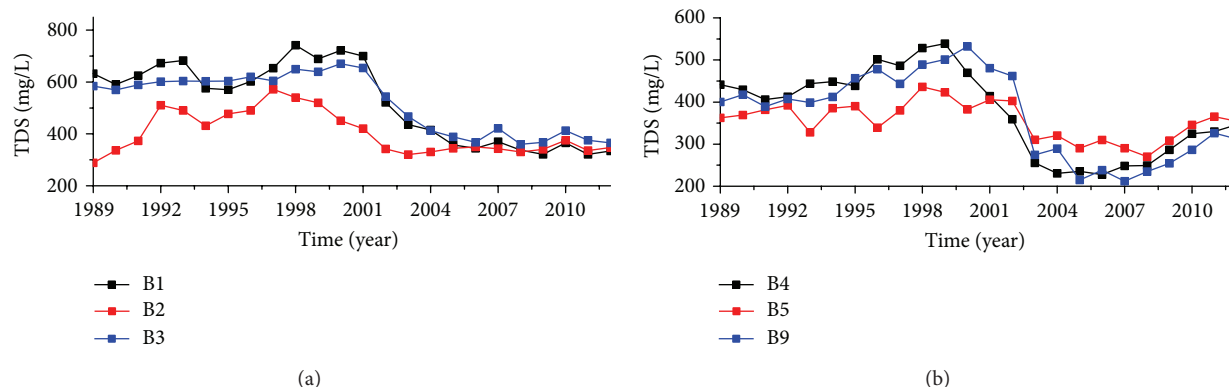 TDS (mg/L)
800
600
400
200
1989 1992 1995 1998 2001 2004 2007 2010
Time (year)
B1
B2
B3
(a)
TDS (mg/L)
600
500
400
300
200
1989 1992 1995 1998 2001 2004 2007 2010
Time (year)
B4
B5
B9
(b)